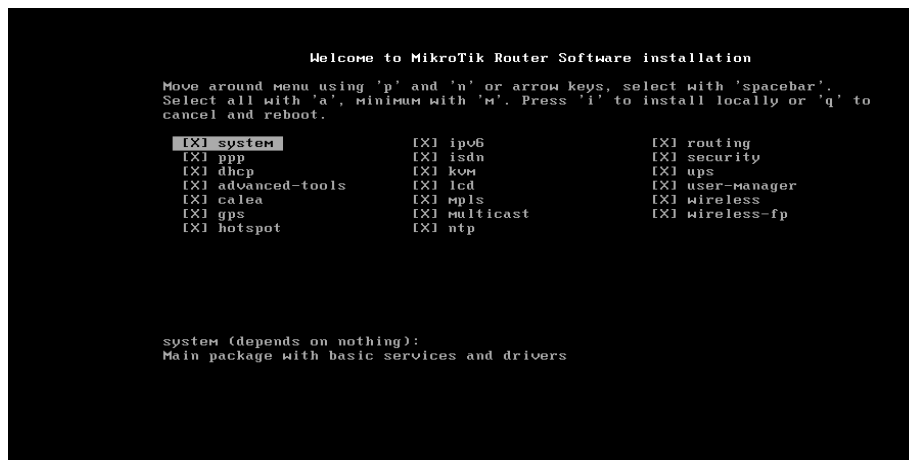 Welcome to MikroTik Router Software installation
Move around menu using 'p' and 'n' or arrow keys, select with 'spacebar'.
Select all with 'a', minimum with 'm'. Press 'i' to install locally or 'q' to
cancel and reboot.
[X] system [X] ipv6 [X] routing
[X] ppp [X] isdn [X] security
[X] dhcp [X] kvm [X] ups
[X] advanced-tools [X] lcd [X] user-manager
[X] calea [X] mpls [X] wireless
[X] gps [X] multicast [X] wireless-fp
[X] hotspot [X] ntp
system (depends on nothing):
Main package with basic services and drivers